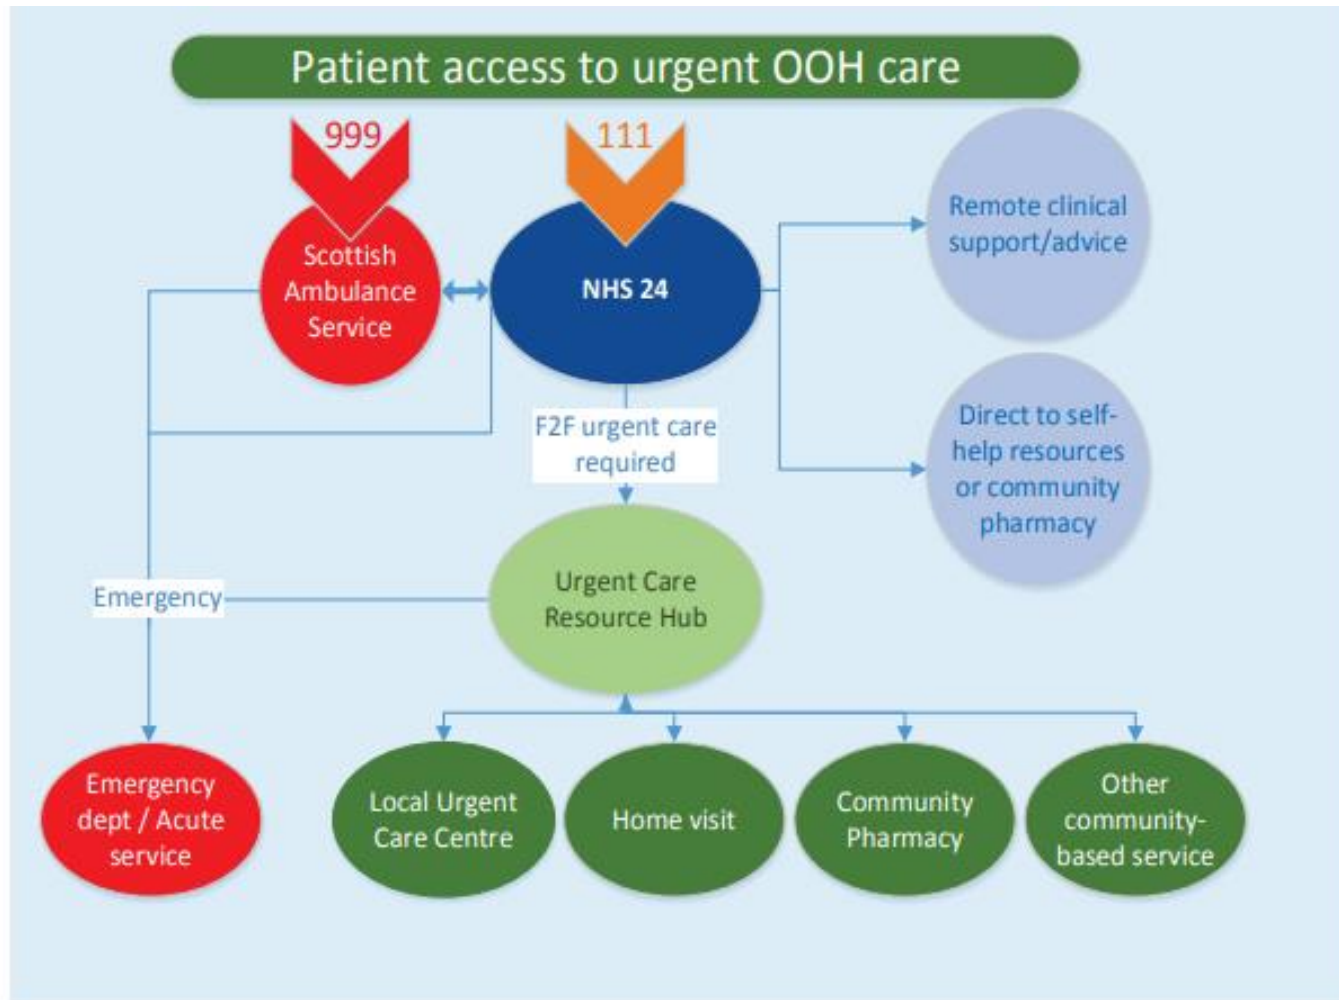 Patient access to urgent OOH care
999
111
Scottish
Ambulance
Service
NHS 24
Remote clinical
support/advice
Direct to self-
help resources
or community
pharmacy
F2F urgent care
required
Urgent Care
Resource Hub
Emergency
Emergency
dept / Acute
service
Local Urgent
Care Centre
Home visit
Community
Pharmacy
Other
community-
based service